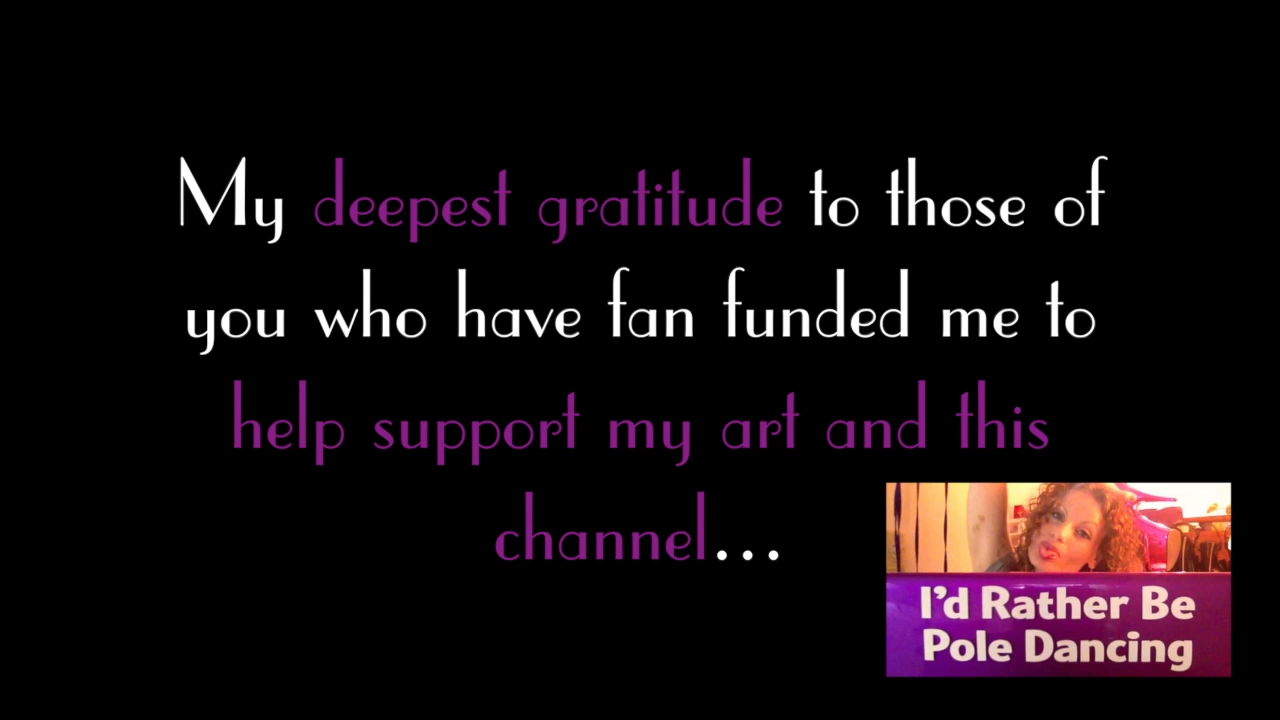 My deepest gratitude to those of
you who have fan funded me to
help support my art and this
channel...
I'd Rather Be
Pole Dancing